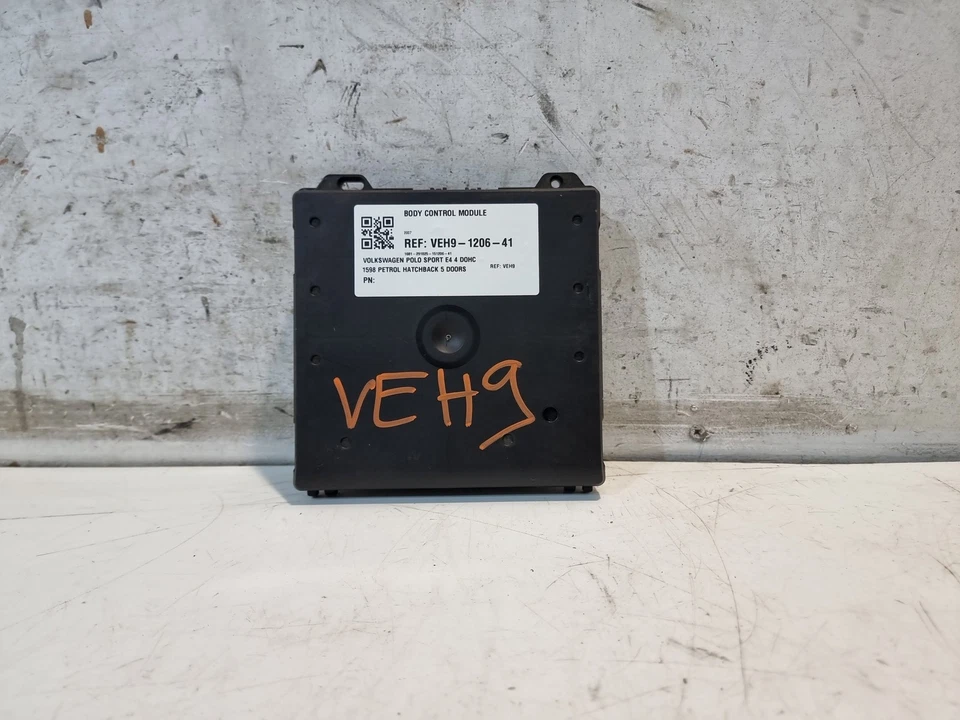 BODY CONTROL MODULE
REF: VEH9-1206-41
VOLKSWAGEN POLO SPORT E4 4 DOHC
1598 PETROL HATCHBACK 5 DOORS
REF: VEH9
PN:
VEH9